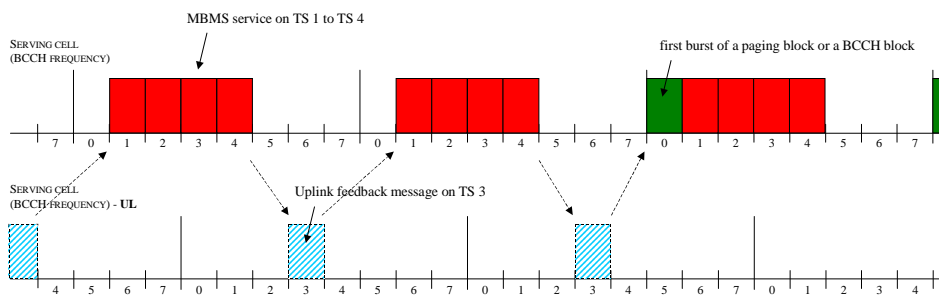 MBMS service on TS 1 to TS 4
SERVING CELL
(BCCH FREQUENCY)
first burst of a paging block or a BCCH block
7 0 1 2 3 4 5 6 7 0 1 2 3 4 5 6 7 0 1 2 3 4 5 6 7
SERVING CELL
(BCCH FREQUENCY) - UL
Uplink feedback message on TS 3
4 5 6 7 0 1 2 3 4 5 6 7 0 1 2 3 4 5 6 7 0 1 2 3 4